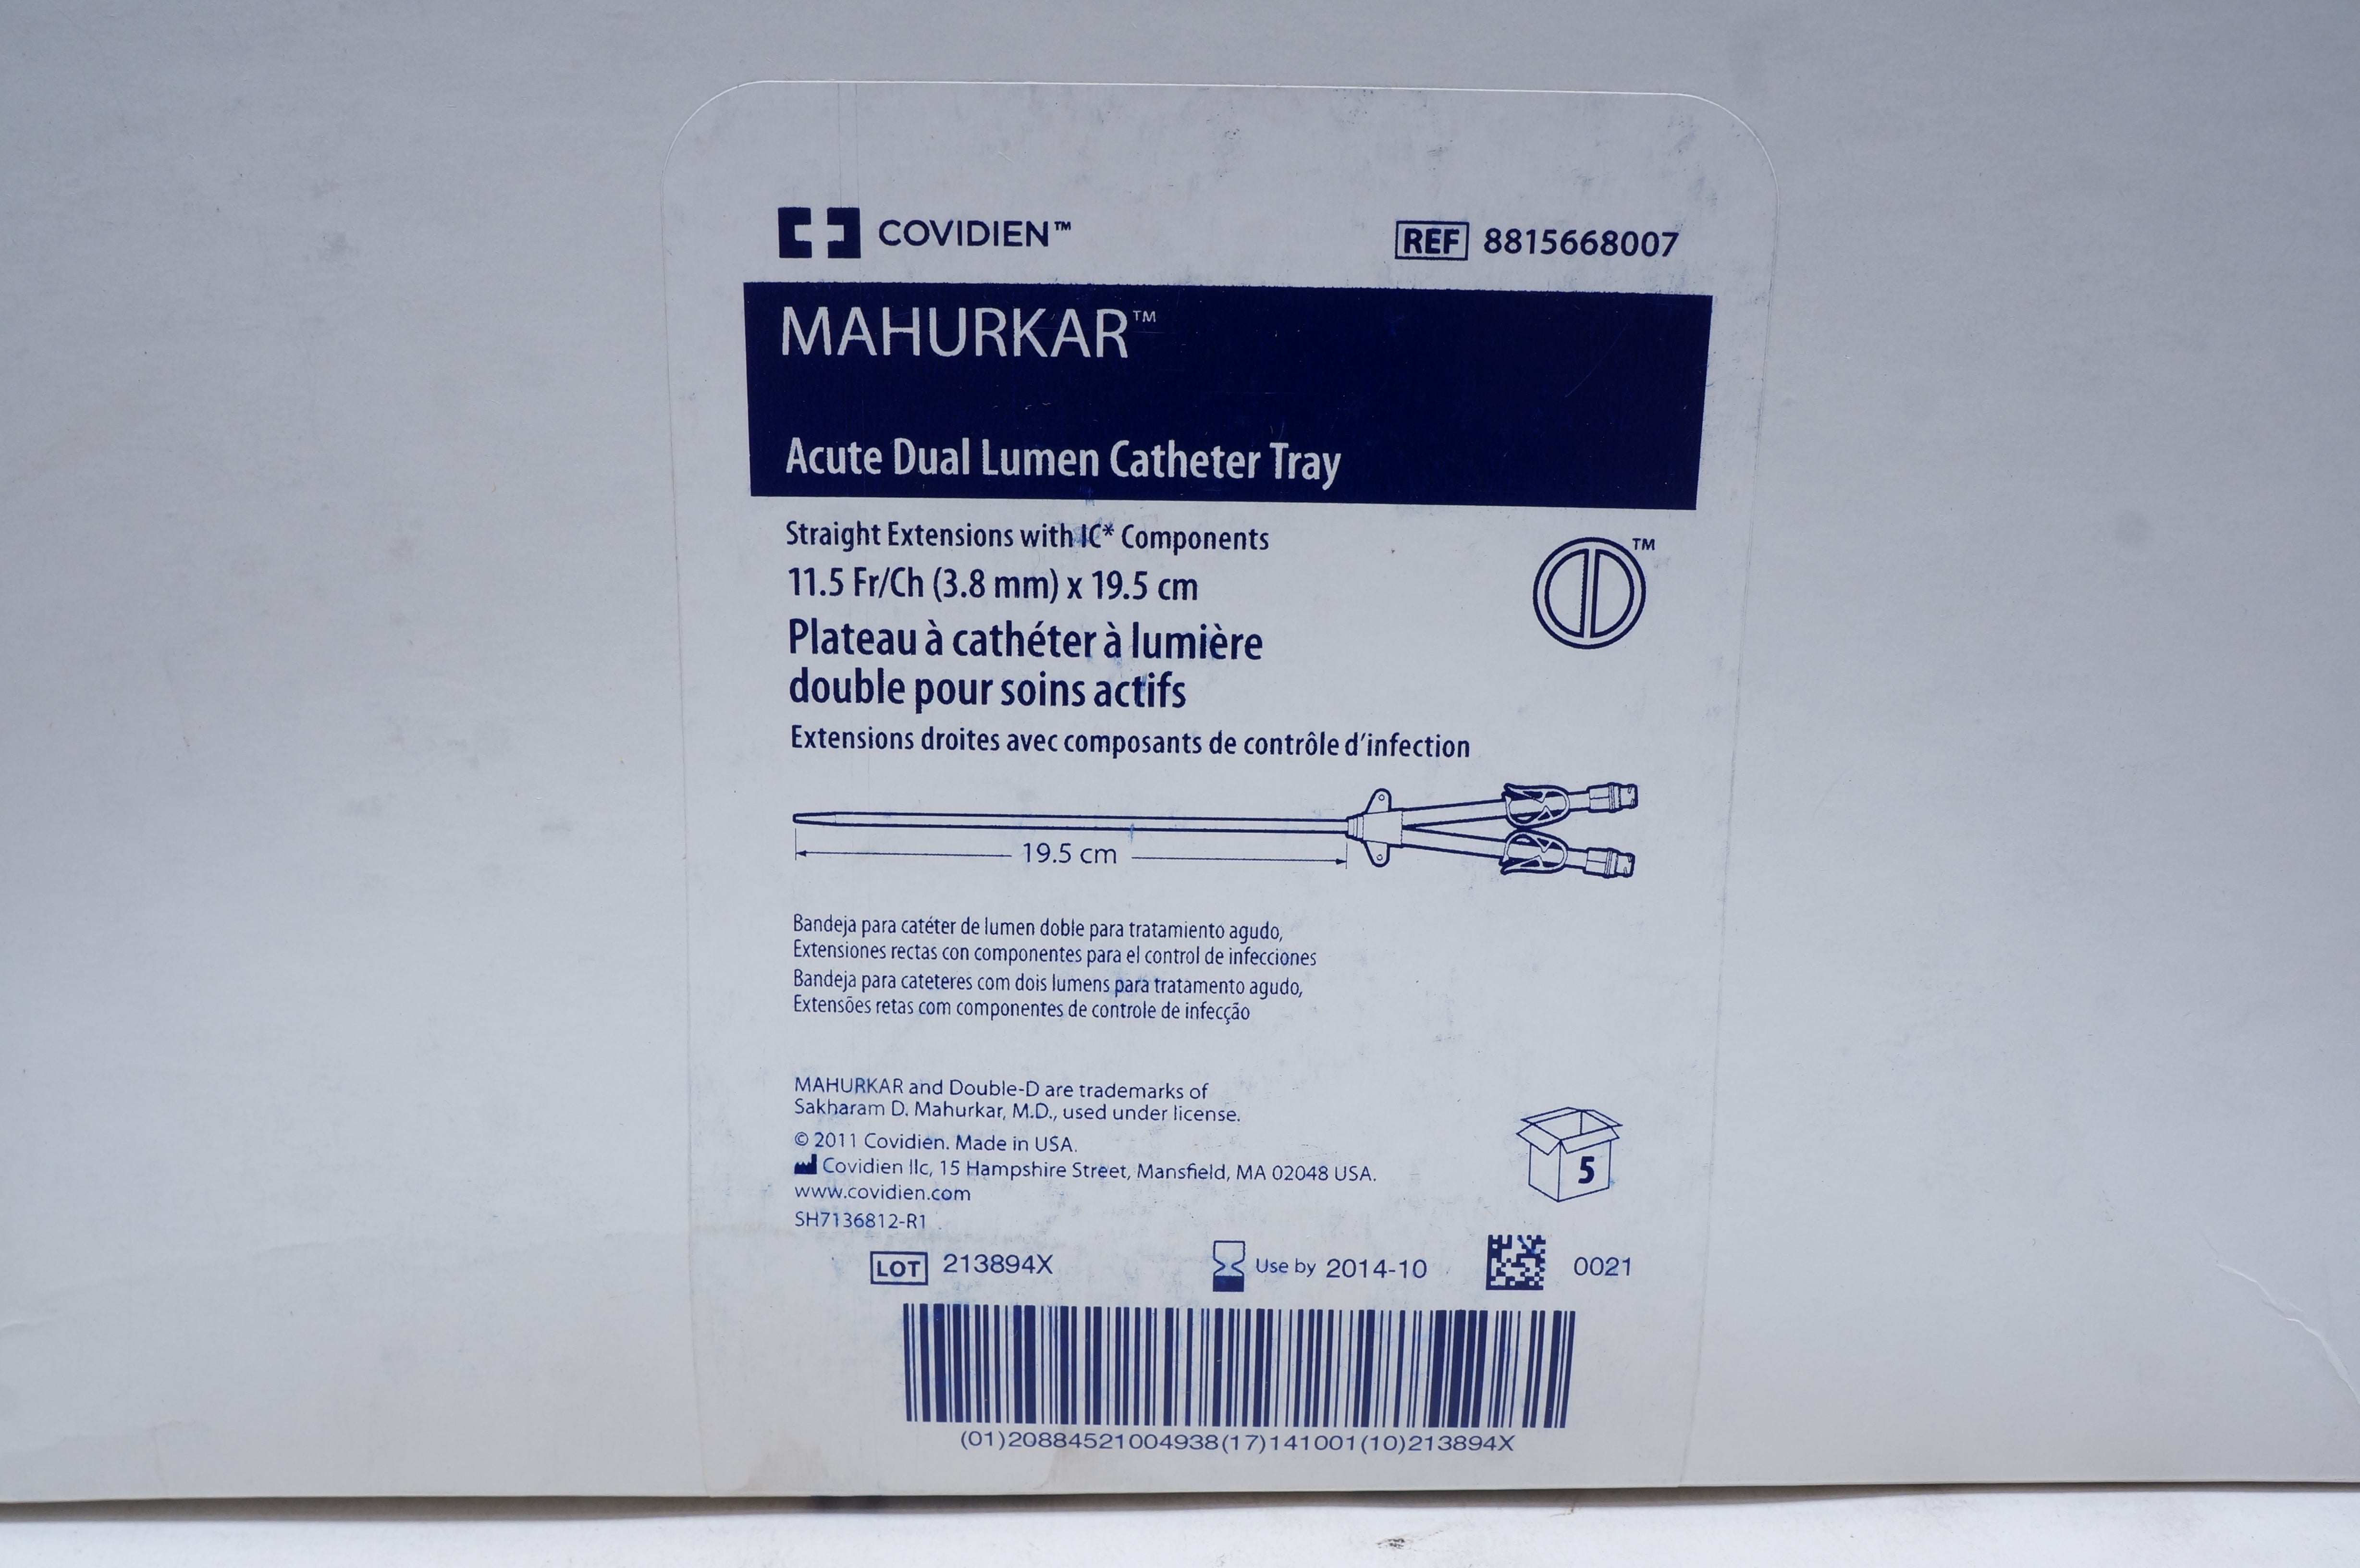 COVIDIEN™
REF 8815668007
MAHURKAR™
Acute Dual Lumen Catheter Tray
Straight Extensions with IC* Components
11.5 Fr/Ch (3.8 mm) x 19.5 cm
TM
Plateau à cathéter à lumière
double pour soins actifs
Extensions droites avec composants de contrôle d'infection
19.5 cm
Bandeja para catéter de lumen doble para tratamiento agudo,
Extensiones rectas con componentes para el control de infecciones
Bandeja para cateteres com dois lumens para tratamento agudo,
Extensões retas com componentes de controle de infecção
MAHURKAR and Double-D are trademarks of
Sakharam D. Mahurkar, M.D., used under license.
© 2011 Covidien. Made in USA.
Covidien llc, 15 Hampshire Street, Mansfield, MA 02048 USA.
www.covidien.com
SH7136812-R1
5
LOT 213894X
Use by 2014-10
0021
(01)20884521004938(17)141001(10)213894X